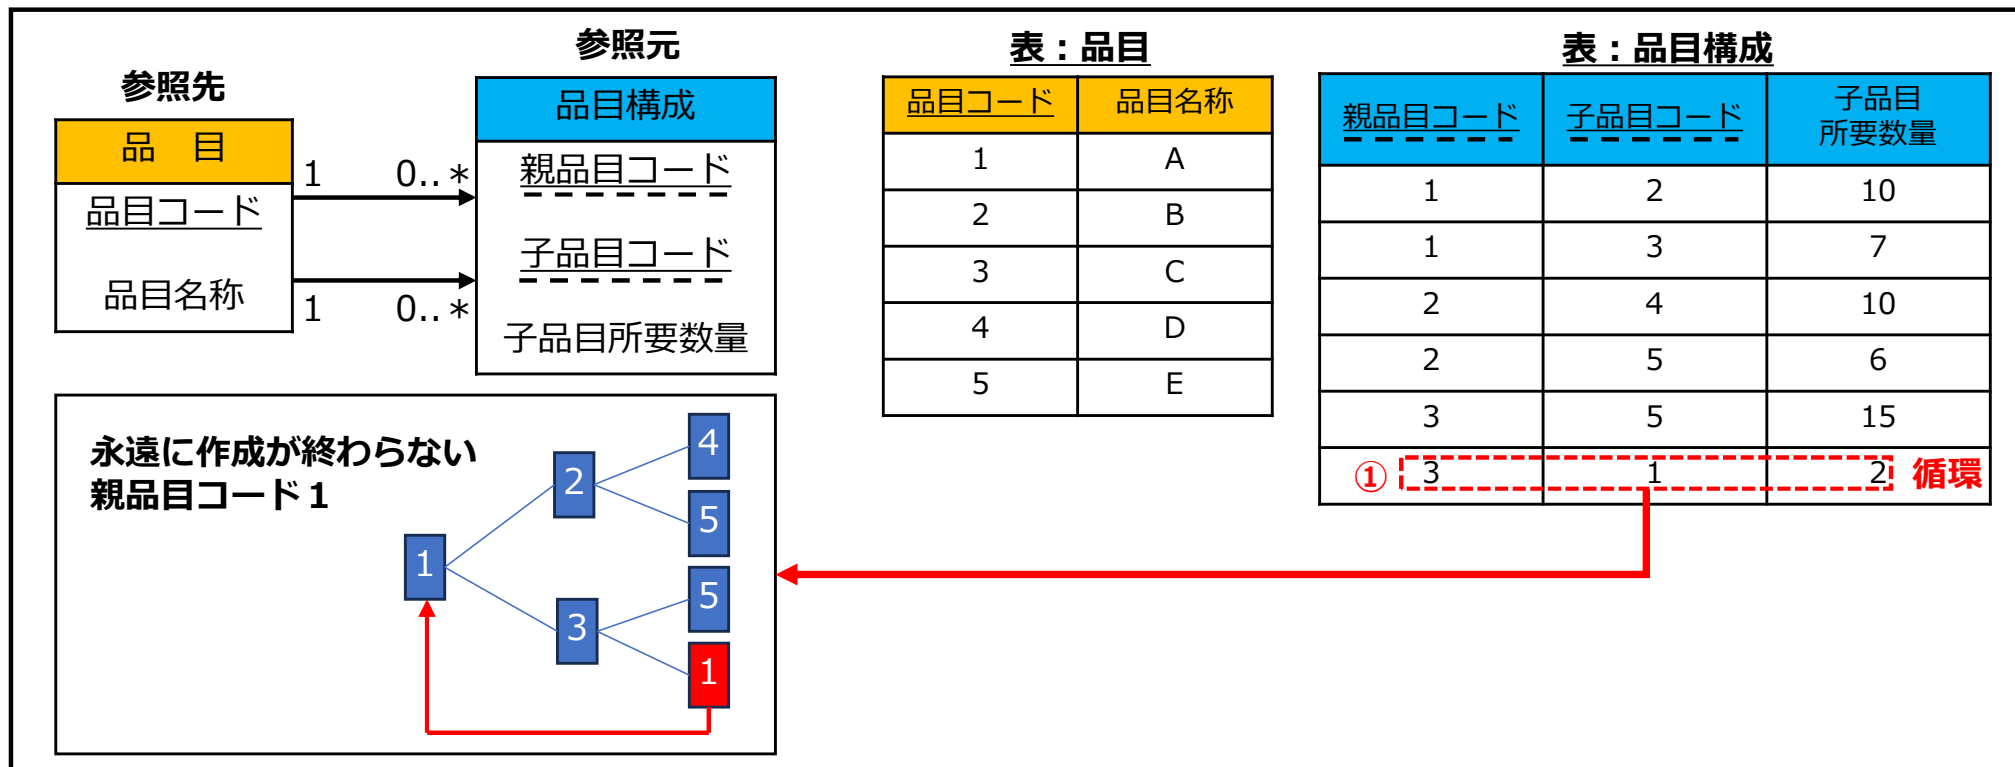 参照先
品 目
品目コード
品目名称
1 0..*
1 0..*
参照元
品目構成
親品目コード
子品目コード
子品目所要数量
表：品目
品目コード 品目名称
1 A
2 B
3 C
4 D
5 E
表：品目構成
親品目コード 子品目コード 子品目
所要数量
1 2 10
1 3 7
2 4 10
2 5 6
3 5 15
① 3 1 2 循環
永遠に作成が終わらない
親品目コード１
4
2
5
1
5
3
1